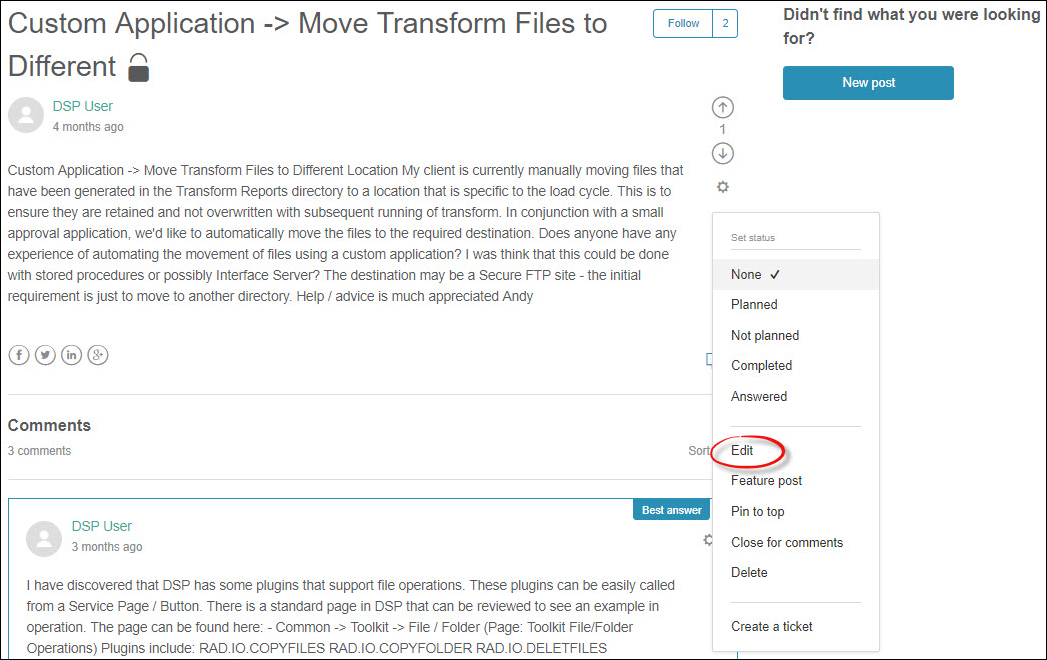 Custom Application -> Move Transform Files to
Different
Follow 2
Didn't find what you were looking
for?
New post
DSP User
4 months ago
1
Custom Application -> Move Transform Files to Different Location My client is currently manually moving files that
have been generated in the Transform Reports directory to a location that is specific to the load cycle. This is to
ensure they are retained and not overwritten with subsequent running of transform. In conjunction with a small
approval application, we'd like to automatically move the files to the required destination. Does anyone have any
experience of automating the movement of files using a custom application? I was think that this could be done
with stored procedures or possibly Interface Server? The destination may be a Secure FTP site - the initial
requirement is just to move to another directory. Help / advice is much appreciated Andy
Set status
None ✓
Planned
Not planned
Completed
Answered
Edit
Feature post
Pin to top
Close for comments
Delete
Create a ticket
f in g+
Comments
3 comments
Sort
Best answer
DSP User
3 months ago
I have discovered that DSP has some plugins that support file operations. These plugins can be easily called
from a Service Page / Button. There is a standard page in DSP that can be reviewed to see an example in
operation. The page can be found here: - Common -> Toolkit -> File / Folder (Page: Toolkit File/Folder
Operations) Plugins include: RAD.IO.COPYFILES RAD.IO.COPYFOLDER RAD.IO.DELETFILES